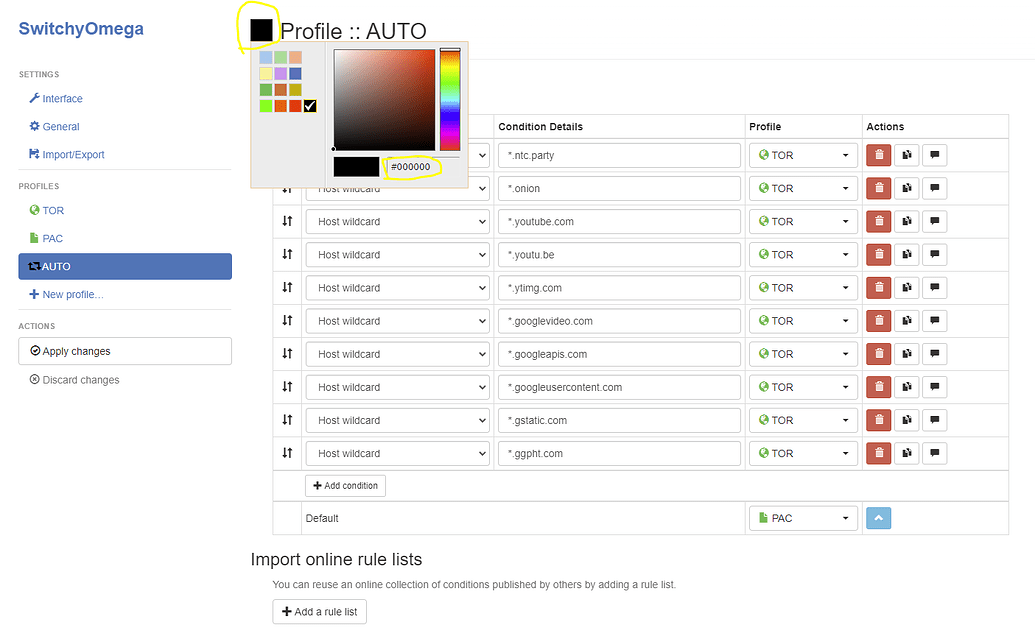 SwitchyOmega
SETTINGS
Interface
General
Import/Export
PROFILES
TOR
PAC
AUTO
New profile...
ACTIONS
Apply changes
Discard changes
Profile :: AUTO
#000000
Condition Details Profile Actions
*.ntc.party TOR
Host wildcard *.onion TOR
Host wildcard *.youtube.com TOR
Host wildcard *.youtu.be TOR
Host wildcard *.ytimg.com TOR
Host wildcard *.googlevideo.com TOR
Host wildcard *.googleapis.com TOR
Host wildcard *.googleusercontent.com TOR
Host wildcard *.gstatic.com TOR
Host wildcard *.ggpht.com TOR
Add condition
Default PAC
Import online rule lists
You can reuse an online collection of conditions published by others by adding a rule list.
Add a rule list